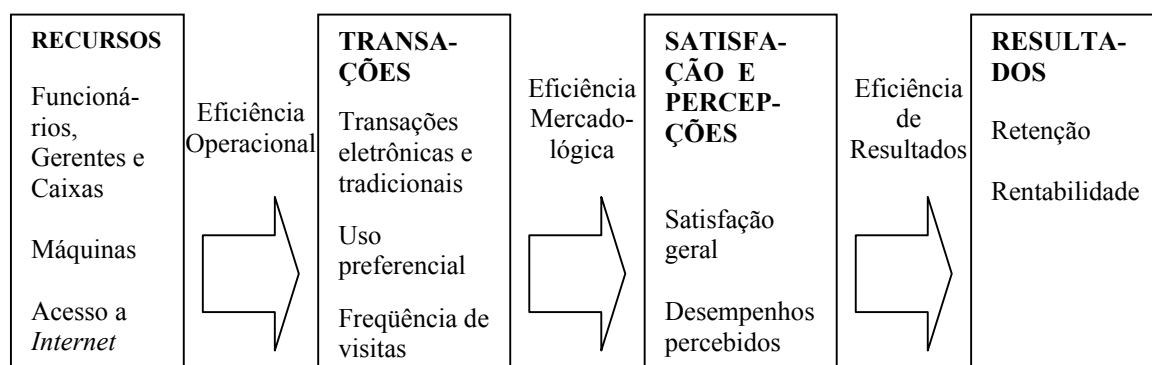 RECURSOS
Funcioná-
rios,
Gerentes e
Caixas
Máquinas
Acesso a
Internet
Eficiência
Operacional
TRANSA-
ÇÕES
Transações
eletrônicas e
tradicionais
Uso
preferencial
Freqüência de
visitas
Eficiência
Mercado-
lógica
SATISFA-
ÇÃO E
PERCEP-
ÇÕES
Satisfação
geral
Desempenhos
percebidos
Eficiência
de
Resultados
RESULTA-
DOS
Retenção
Rentabilidade